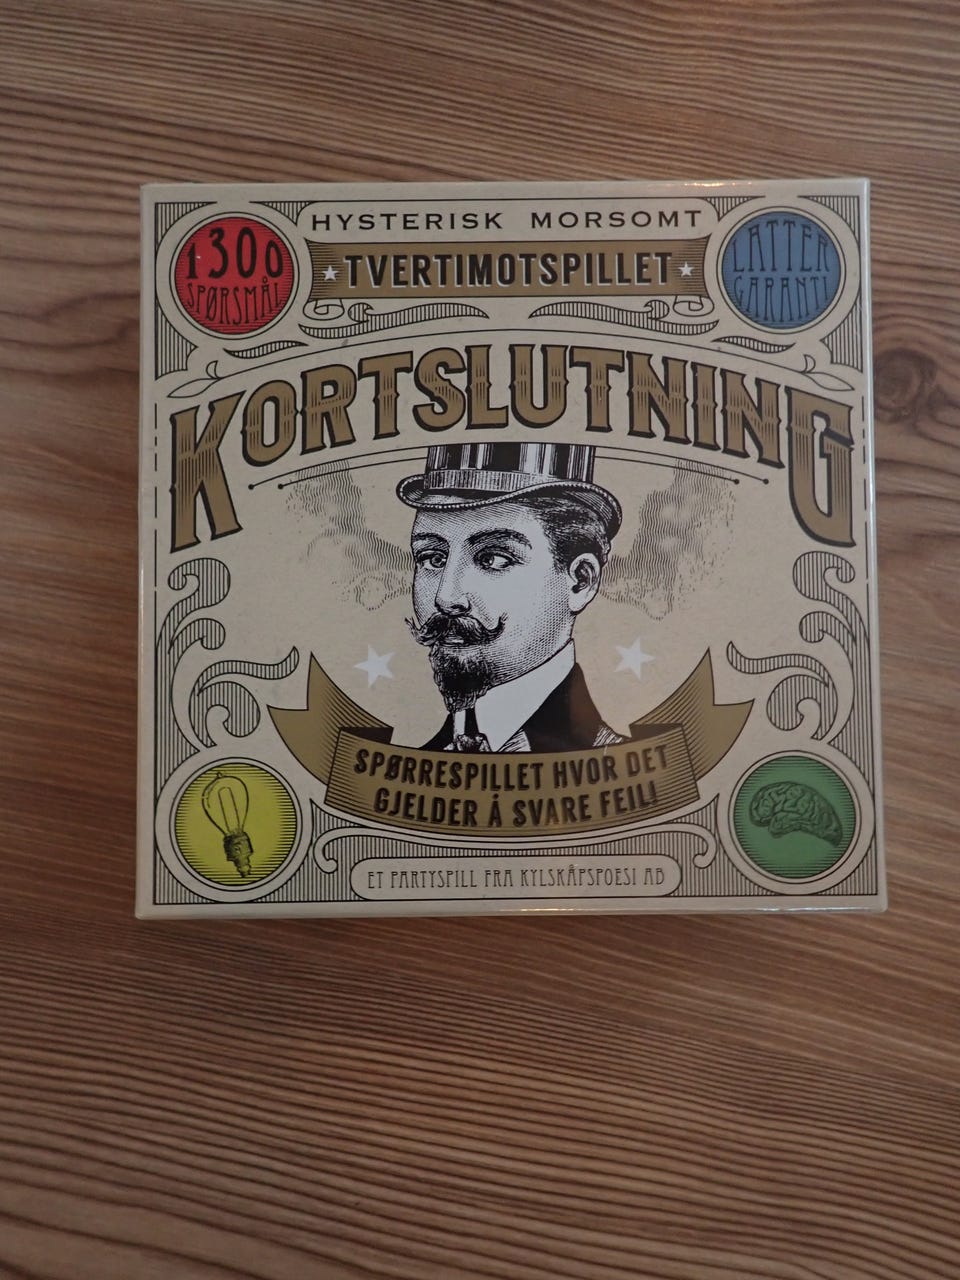 HYSTERISK MORSOMT
TVERTIMOTSPILLET
1300
SPØRSMÅL
LATTER
GARANTI
KORTSLUTNING
SPØRRESPILLET HVOR DET
GJELDER Å SVARE FEIL!
ET PARTYSPILL FRA KYLSKÅPSPOESI AB